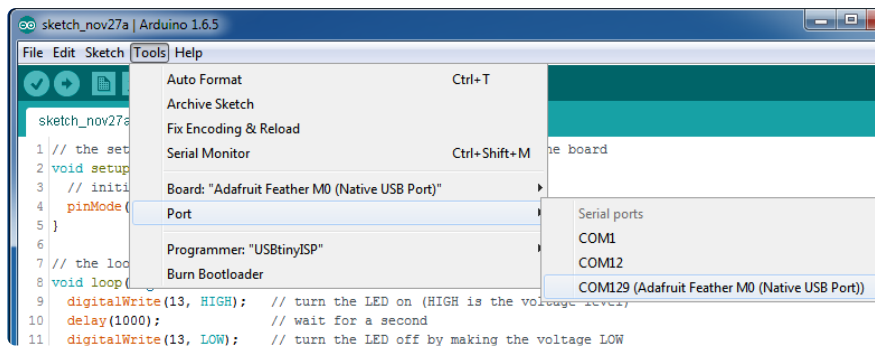 sketch_nov27a | Arduino 1.6.5
File Edit Sketch Tools Help
sketch_nov27a
Auto Format Ctrl+T
Archive Sketch
Fix Encoding & Reload
Serial Monitor Ctrl+Shift+M
Board: "Adafruit Feather M0 (Native USB Port)"
Port
Programmer: "USBtinyISP"
Burn Bootloader
Serial ports
COM1
COM12
COM129 (Adafruit Feather M0 (Native USB Port))
1 // the set board
2 void setup
3 // initi
4 pinMode(
5 }
6
7 // the loo
8 void loop(
9 digitalWrite(13, HIGH); // turn the LED on (HIGH is the voltage level)
10 delay(1000); // wait for a second
11 digitalWrite(13, LOW); // turn the LED off by making the voltage LOW